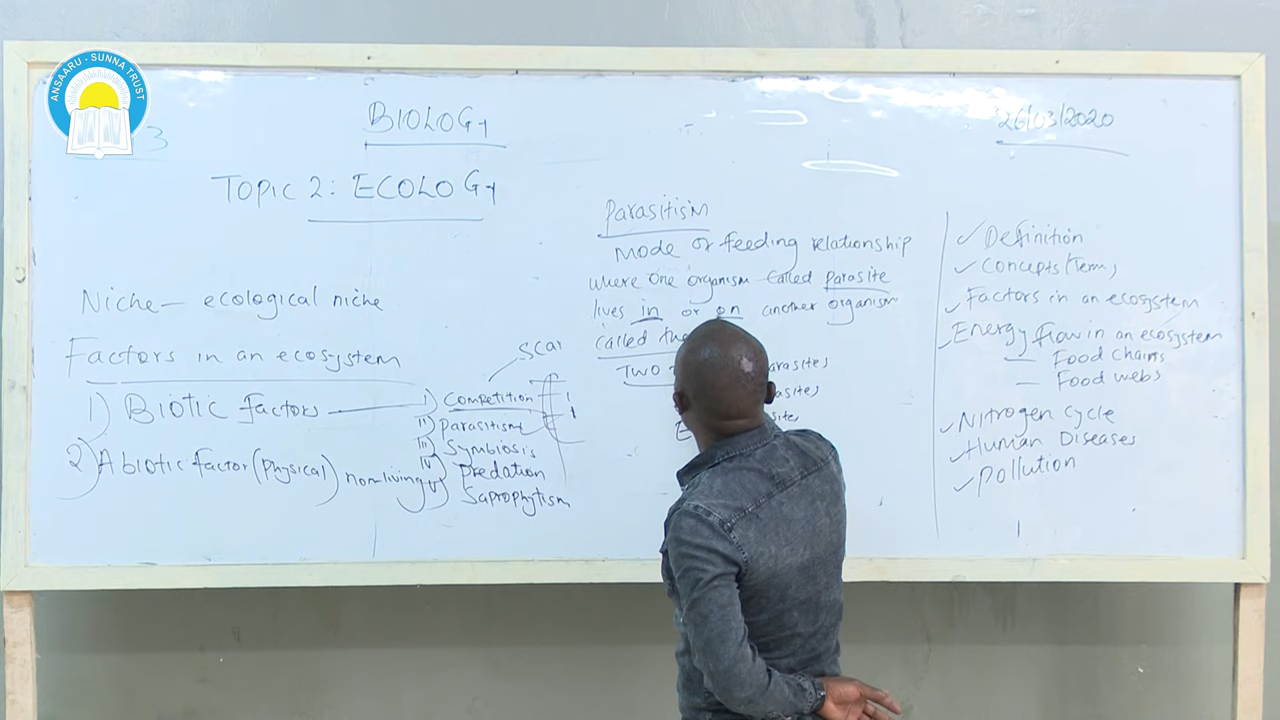 ANSAARU - SUNNA TRUST
3
BIOLOGY
26/03/2020
TOPIC 2: ECOLOGY
Niche - ecological niche
Factors in an ecosystem
1) Biotic factors
2) Abiotic factor (physical) non-living
scar
i) Competition
ii) Parasitism
iii) Symbiosis
iv) Predation
v) Saprophytism
Parasitism
Mode of feeding relationship
where one organism called parasite
lives in or on another organism
called the
Two
✓ Definition
✓ Concepts (Term,
✓ Factors in an ecosystem
✓ Energy flow in an ecosystem
- Food chains
- Food webs
✓ Nitrogen cycle
✓ Human Diseases
✓ Pollution